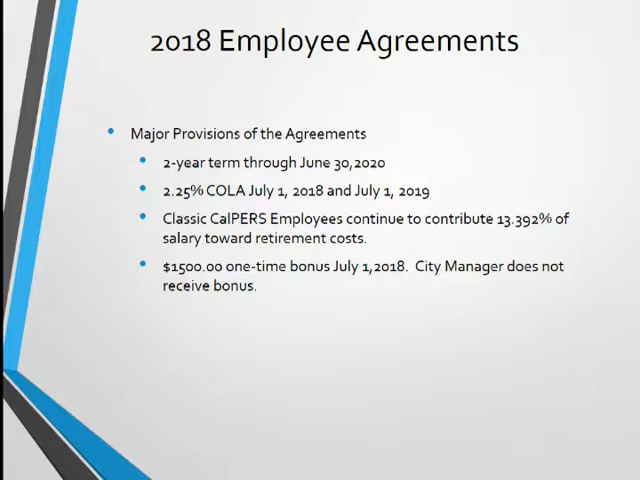 2018 Employee Agreements
Major Provisions of the Agreements
2-year term through June 30,2020
2.25% COLA July 1, 2018 and July 1, 2019
Classic CalPERS Employees continue to contribute 13.392% of
salary toward retirement costs.
$1500.00 one-time bonus July 1,2018.  City Manager does not
receive bonus.